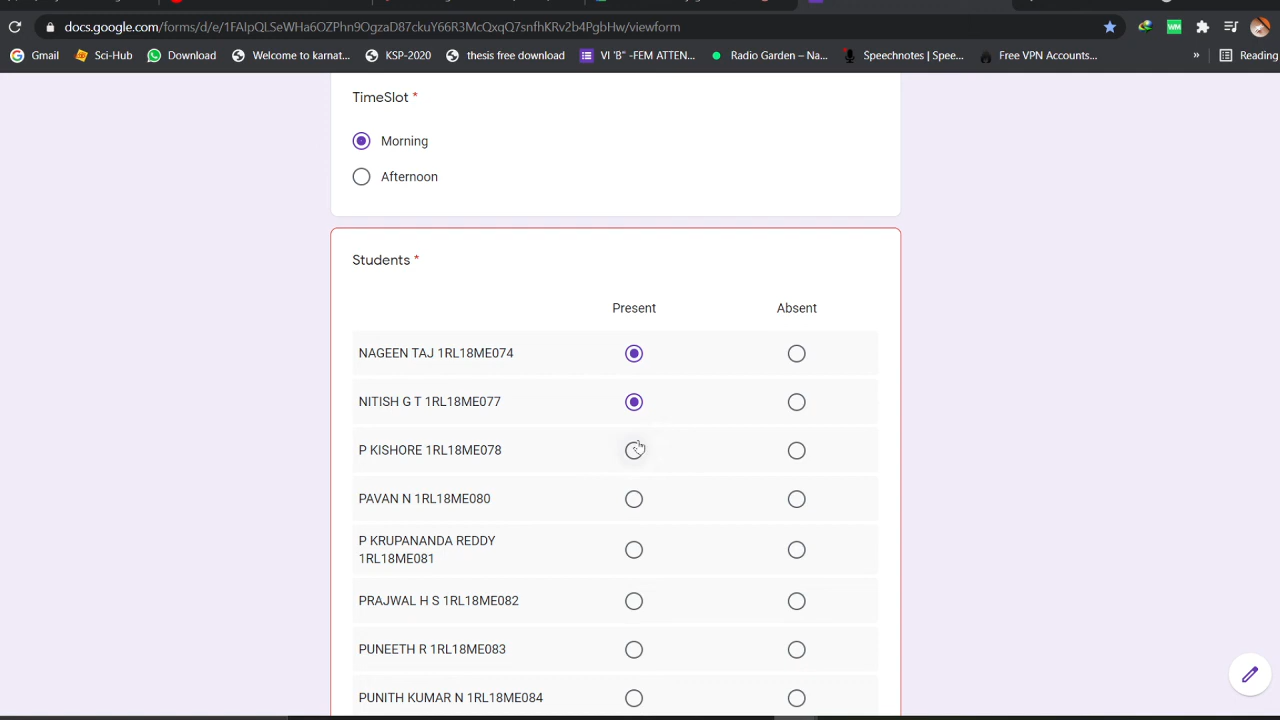 docs.google.com/forms/d/e/1FAIpQLSeWHa6OZPhn9OgzaD87ckuY66R3McQxqQ7snfhKRv2b4PgbHw/viewform
WM
Gmail Sci-Hub Download Welcome to karnat... KSP-2020 thesis free download VI 'B" -FEM ATTEN... Radio Garden – Na... Speechnotes | Spee... Free VPN Accounts... » Reading
TimeSlot *
Morning
Afternoon
Students *
Present Absent
NAGEEN TAJ 1RL18ME074
NITISH G T 1RL18ME077
P KISHORE 1RL18ME078
PAVAN N 1RL18ME080
P KRUPANANDA REDDY
1RL18ME081
PRAJWAL H S 1RL18ME082
PUNEETH R 1RL18ME083
PUNITH KUMAR N 1RL18ME084